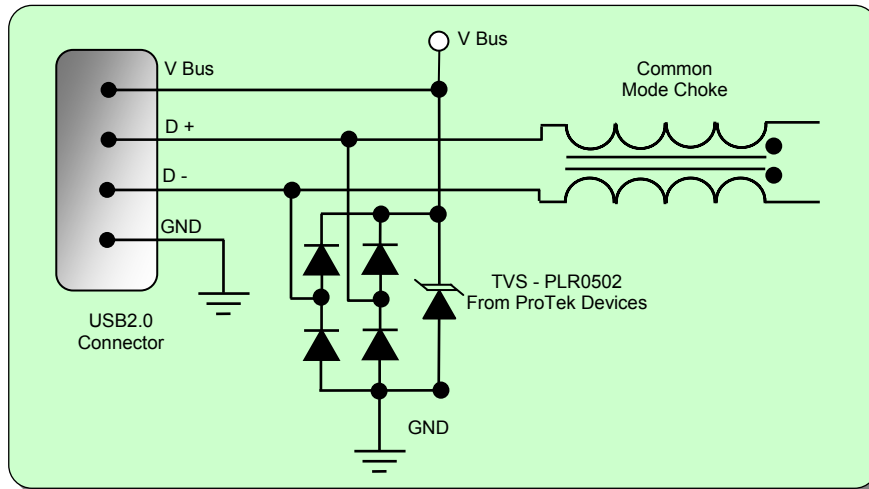 V Bus
V Bus
D +
D -
GND
USB2.0
Connector
Common
Mode Choke
TVS - PLR0502
From ProTek Devices
GND